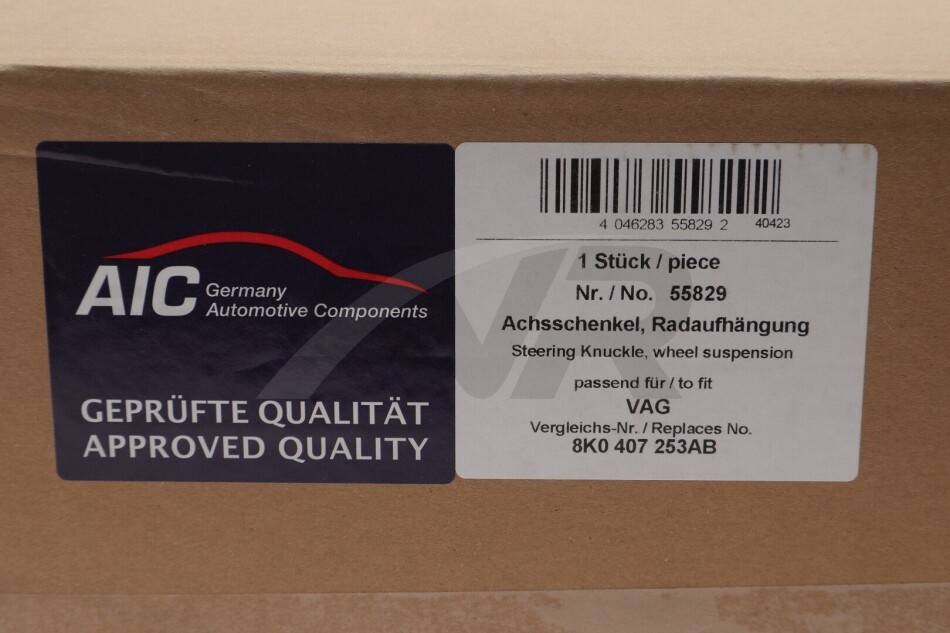 AIC Germany
Automotive Components
GEPRÜFTE QUALITÄT
APPROVED QUALITY
4 046283 55829 2 40423
1 Stück / piece
Nr. / No. 55829
Achsschenkel, Radaufhängung
Steering Knuckle, wheel suspension
passend für / to fit
VAG
Vergleichs-Nr. / Replaces No.
8K0 407 253AB
NR